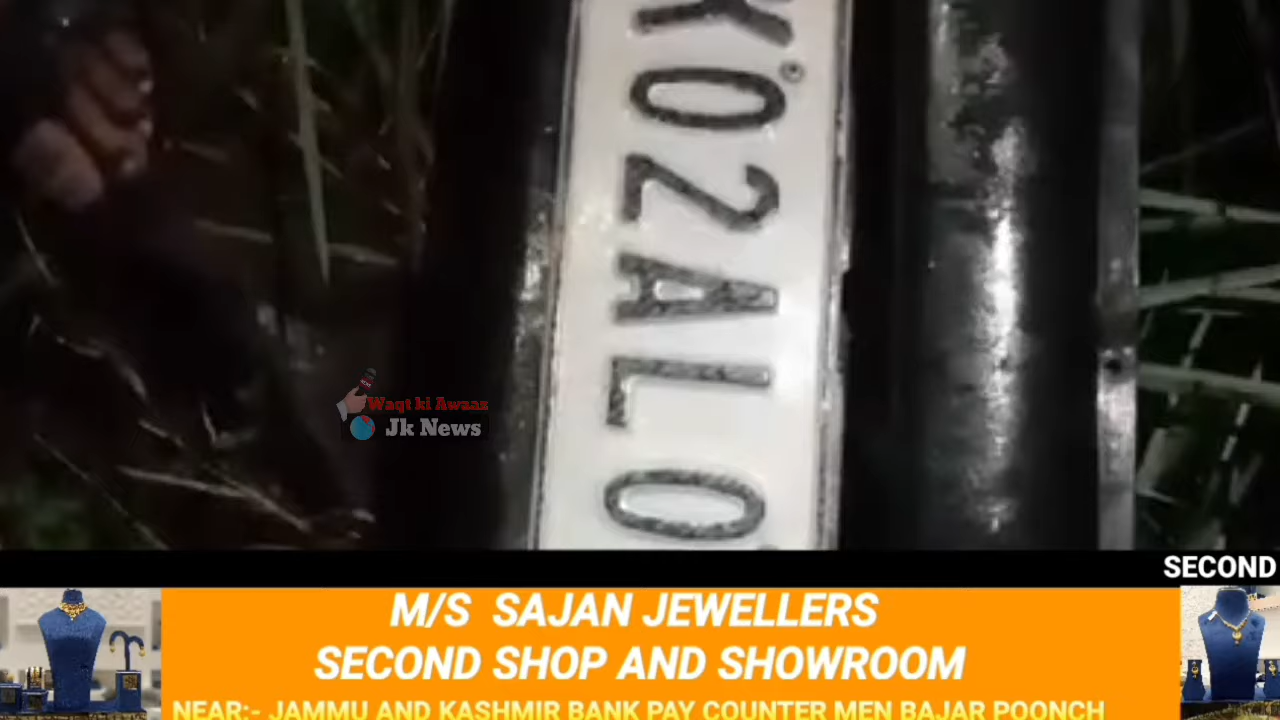 K02AL0
Waqt ki Awaaz
Jk News
SECOND
M/S SAJAN JEWELLERS
SECOND SHOP AND SHOWROOM
NEAR:- JAMMU AND KASHMIR BANK PAY COUNTER MEN BAJAR POONCH